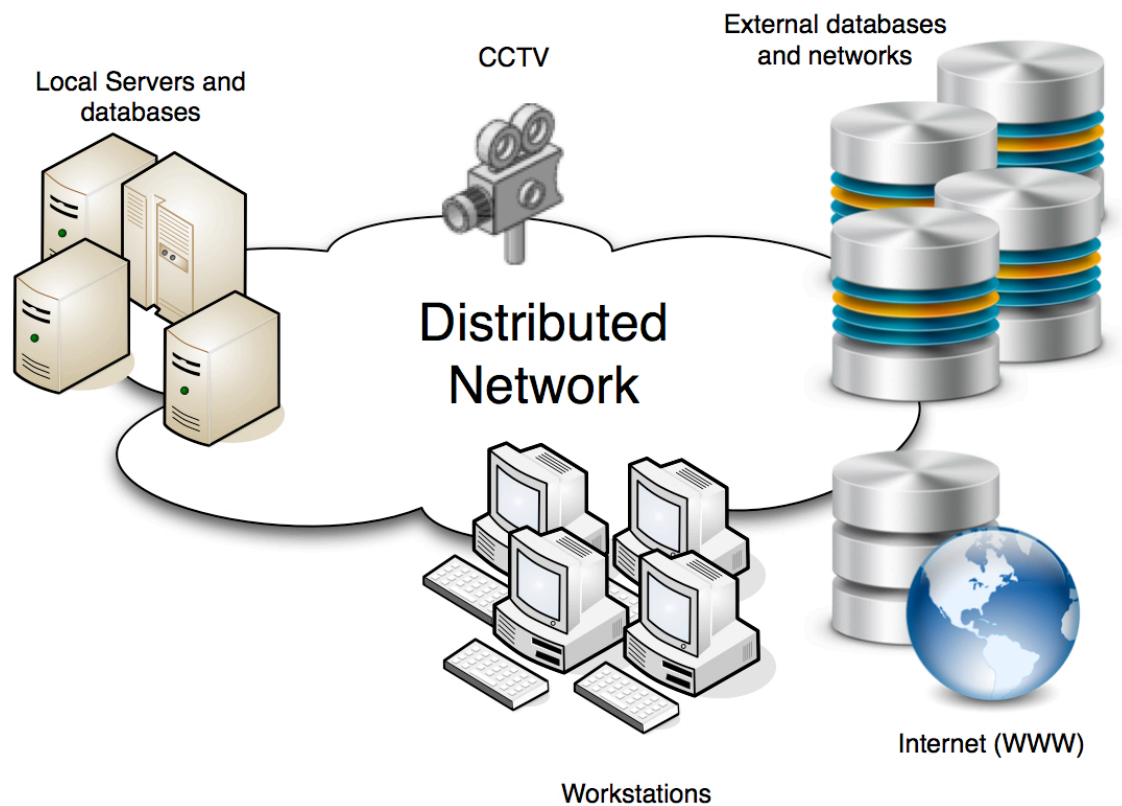 External databases
and networks
CCTV
Local Servers and
databases
Distributed
Network
Internet (WWW)
Workstations